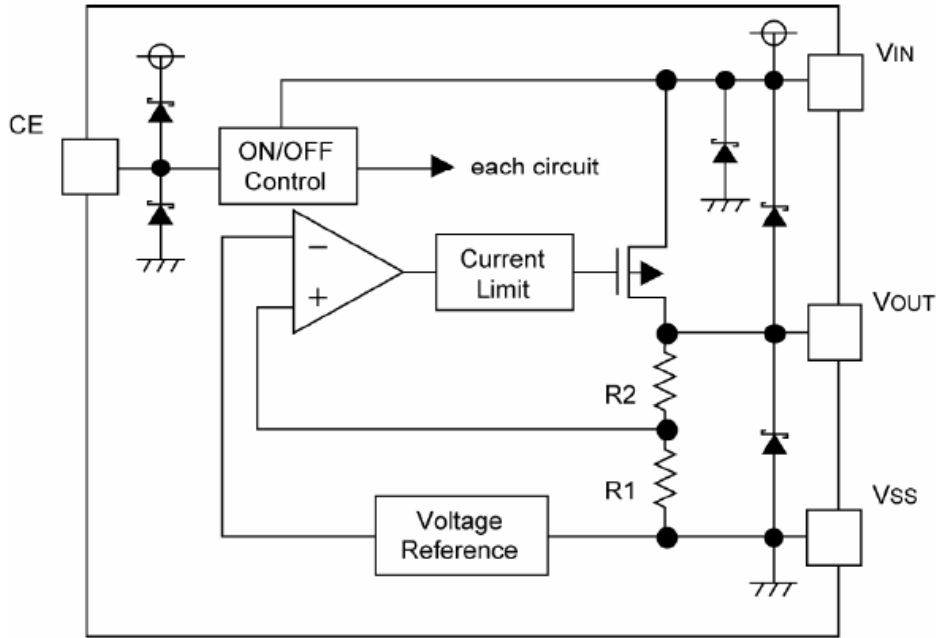 VIN
CE
ON/OFF
Control
each circuit
−
+
Current
Limit
VOUT
R2
R1
VSS
Voltage
Reference